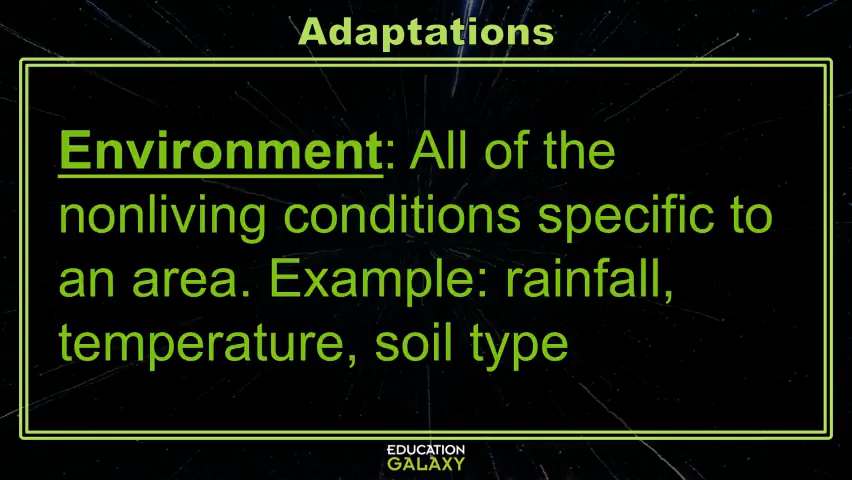 Adaptations
Environment: All of the
nonliving conditions specific to
an area. Example: rainfall,
temperature, soil type
EDUCATION
GALAXY